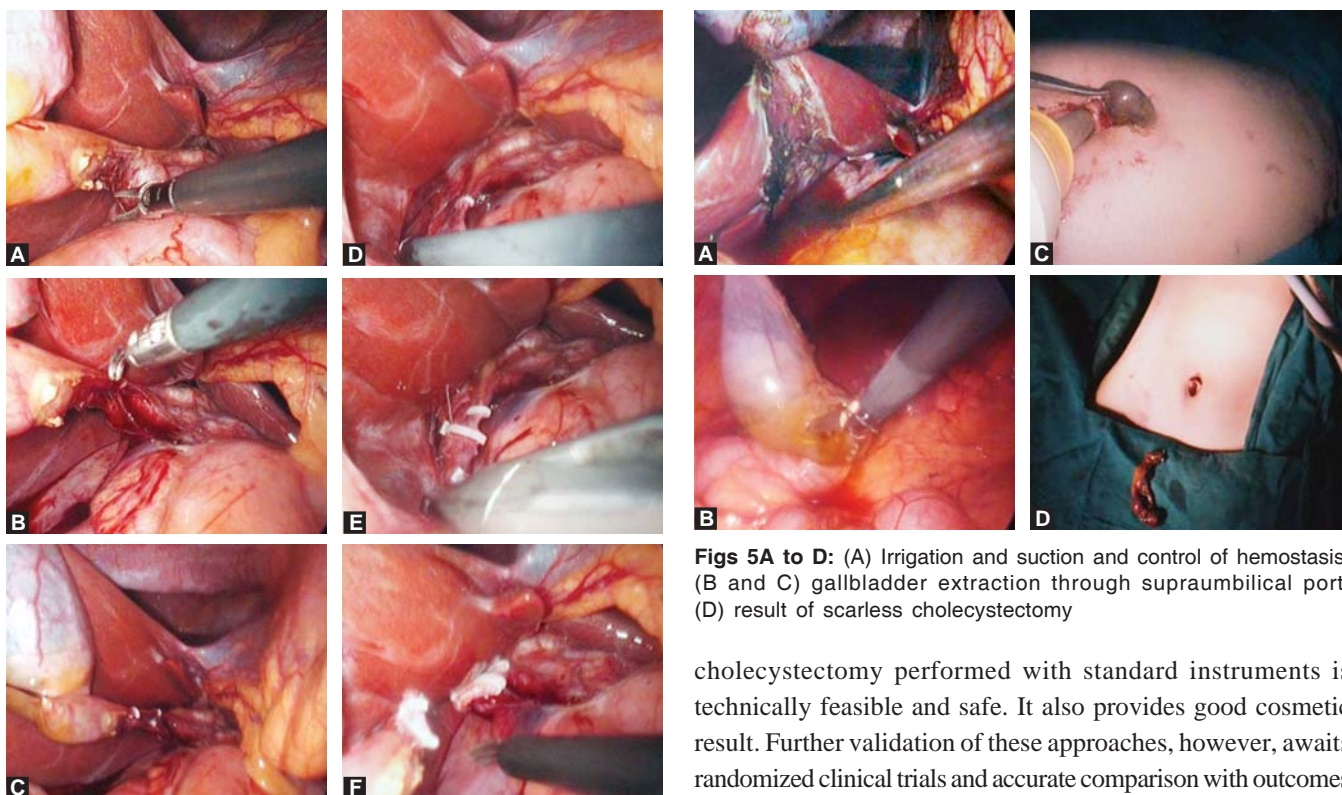 A
D
B
E
C
F
A
C
B
D
Figs 5A to D: (A) Irrigation and suction and control of hemostasis
(B and C) gallbladder extraction through supraumbilical port
(D) result of scarless cholecystectomy
cholecystectomy performed with standard instruments is
technically feasible and safe. It also provides good cosmetic
result. Further validation of these approaches, however, awaits
randomized clinical trials and accurate comparison with outcomes